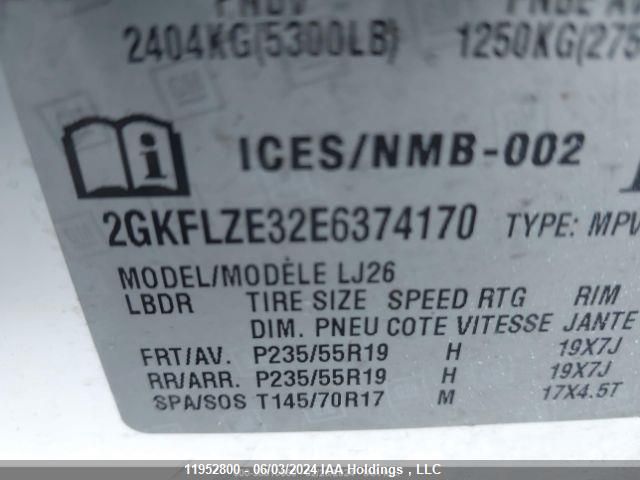 2404KG(5300LB) 1250KG(275
ICES/NMB-002
2GKFLZE32E6374170 TYPE: MPV
MODEL/MODÈLE LJ26
LBDR TIRE SIZE SPEED RTG RIM
DIM. PNEU COTE VITESSE JANTE
FRT/AV. P235/55R19 H 19X7J
RR/ARR. P235/55R19 H 19X7J
SPA/SOS T145/70R17 M 17X4.5T
11952800 - 06/03/2024 IAA Holdings , LLC